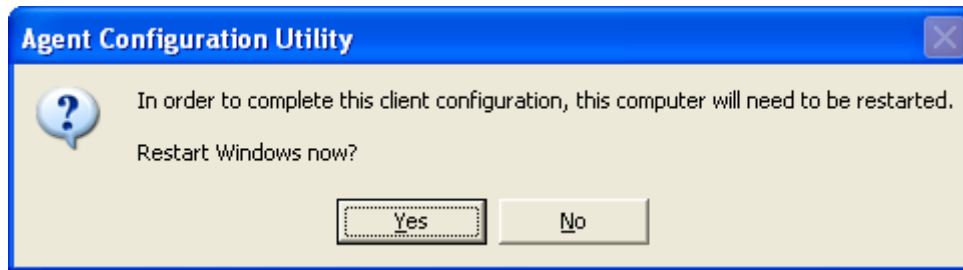 Agent Configuration Utility
In order to complete this client configuration, this computer will need to be restarted.
Restart Windows now?
Yes No